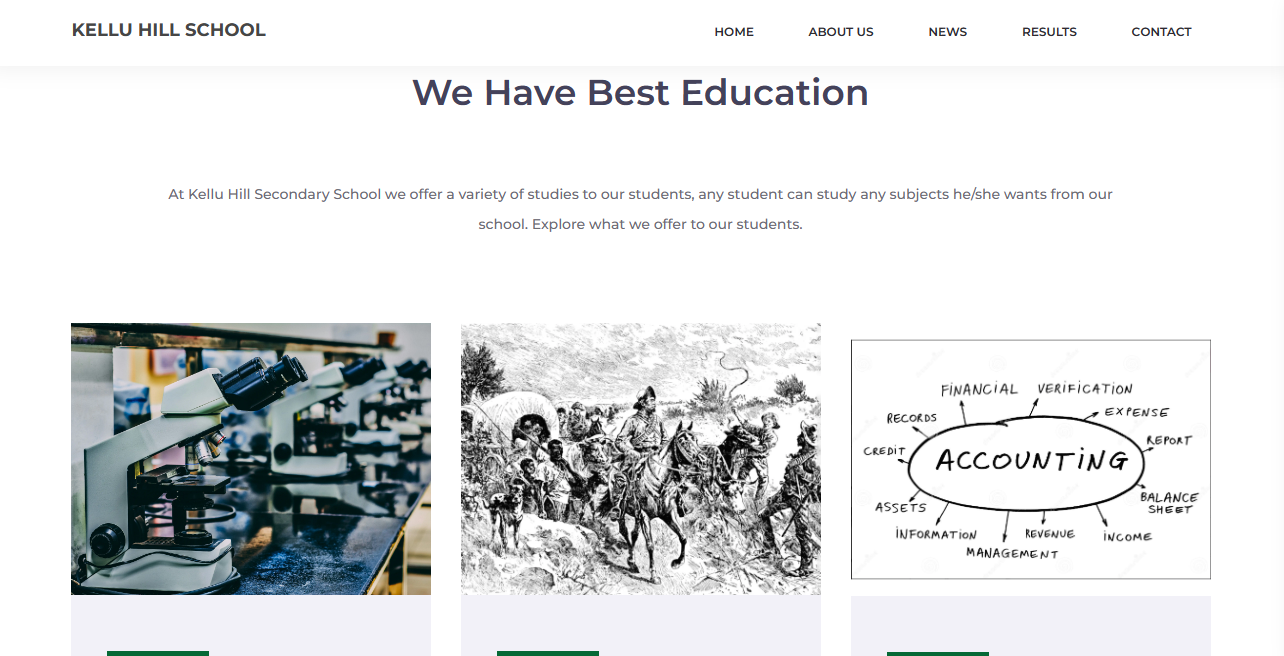 KELLU HILL SCHOOL
HOME ABOUT US NEWS RESULTS CONTACT
We Have Best Education
At Kellu Hill Secondary School we offer a variety of studies to our students, any student can study any subjects he/she wants from our
school. Explore what we offer to our students.
FINANCIAL VERIFICATION
RECORDS EXPENSE
CREDIT REPORT
ACCOUNTING
ASSETS BALANCE
SHEET
INFORMATION REVENUE INCOME
MANAGEMENT